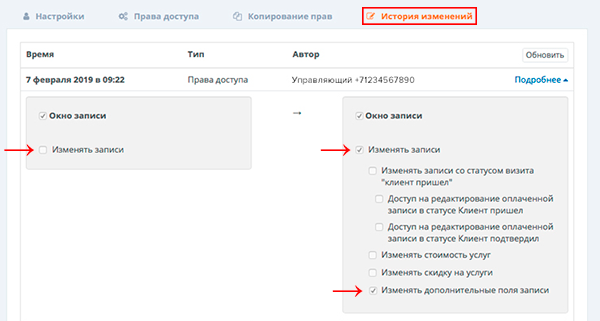 Настройки Права доступа Копирование прав История изменений
Время Тип Автор Обновить
7 февраля 2019 в 09:22 Права доступа Управляющий +71234567890 Подробнее
Окно записи → Окно записи
Изменять записи Изменять записи
Изменять записи со статусом визита
"клиент пришел"
Доступ на редактирование оплаченной
записи в статусе Клиент пришел
Доступ на редактирование оплаченной
записи в статусе Клиент подтвердил
Изменять стоимость услуг
Изменять скидку на услуги
Изменять дополнительные поля записи